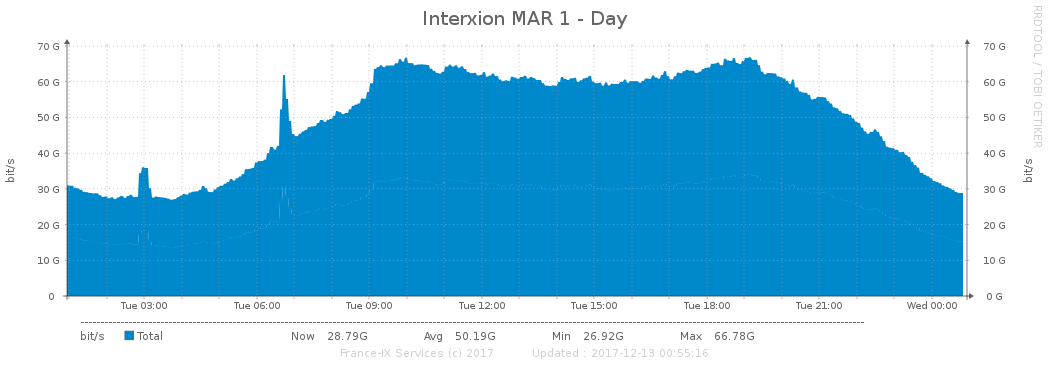 Interxion MAR 1 - Day
RRDTOOL / TOBI OETIKER
70 G 70 G
60 G 60 G
50 G 50 G
40 G 40 G
30 G 30 G
20 G 20 G
10 G 10 G
0 0 G
bit/s bit/s
Tue 03:00 Tue 06:00 Tue 09:00 Tue 12:00 Tue 15:00 Tue 18:00 Tue 21:00 Wed 00:00
bit/s Total Now 28.79G Avg 50.19G Min 26.92G Max 66.78G
France-IX Services (c) 2017 Updated : 2017-12-13 00:55:16